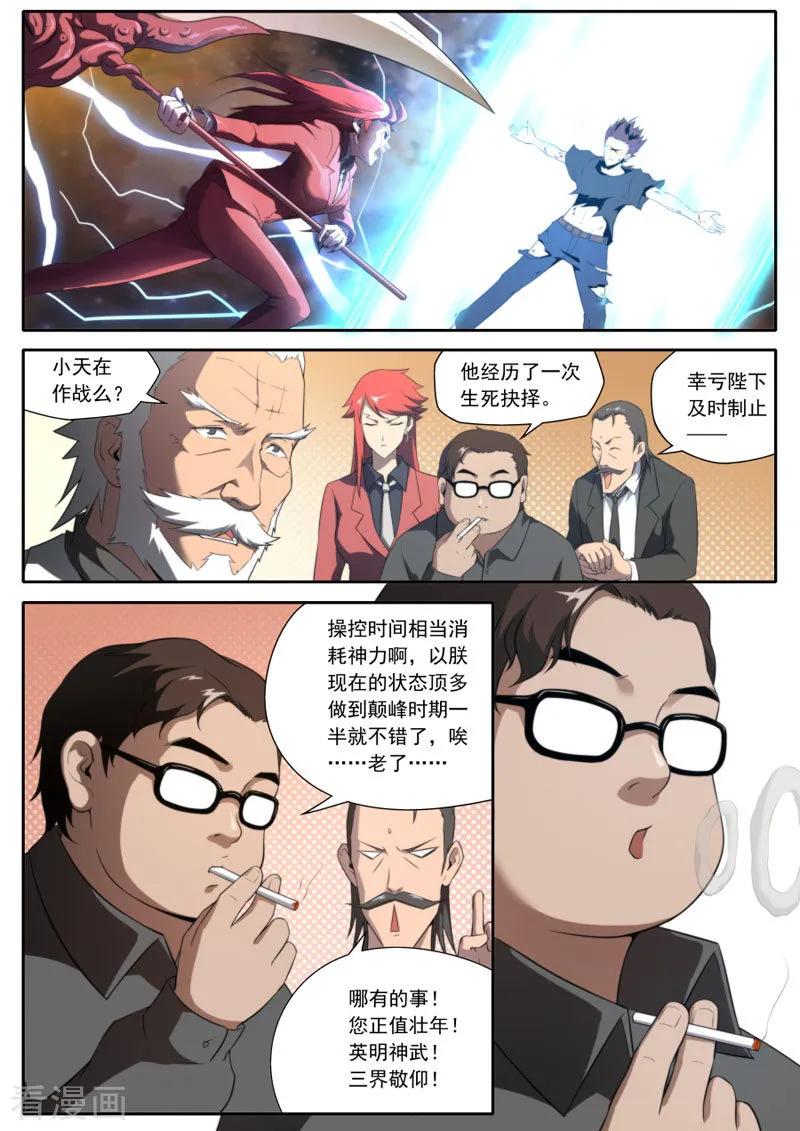 小天在
作战么？
他经历了一次
生死抉择。
幸亏陛下
及时制止
——
操控时间相当消
耗神力啊，以朕
现在的状态顶多
做到颠峰时期一
半就不错了，唉
……老了……
哪有的事！
您正值壮年！
英明神武！
三界敬仰！
看漫画